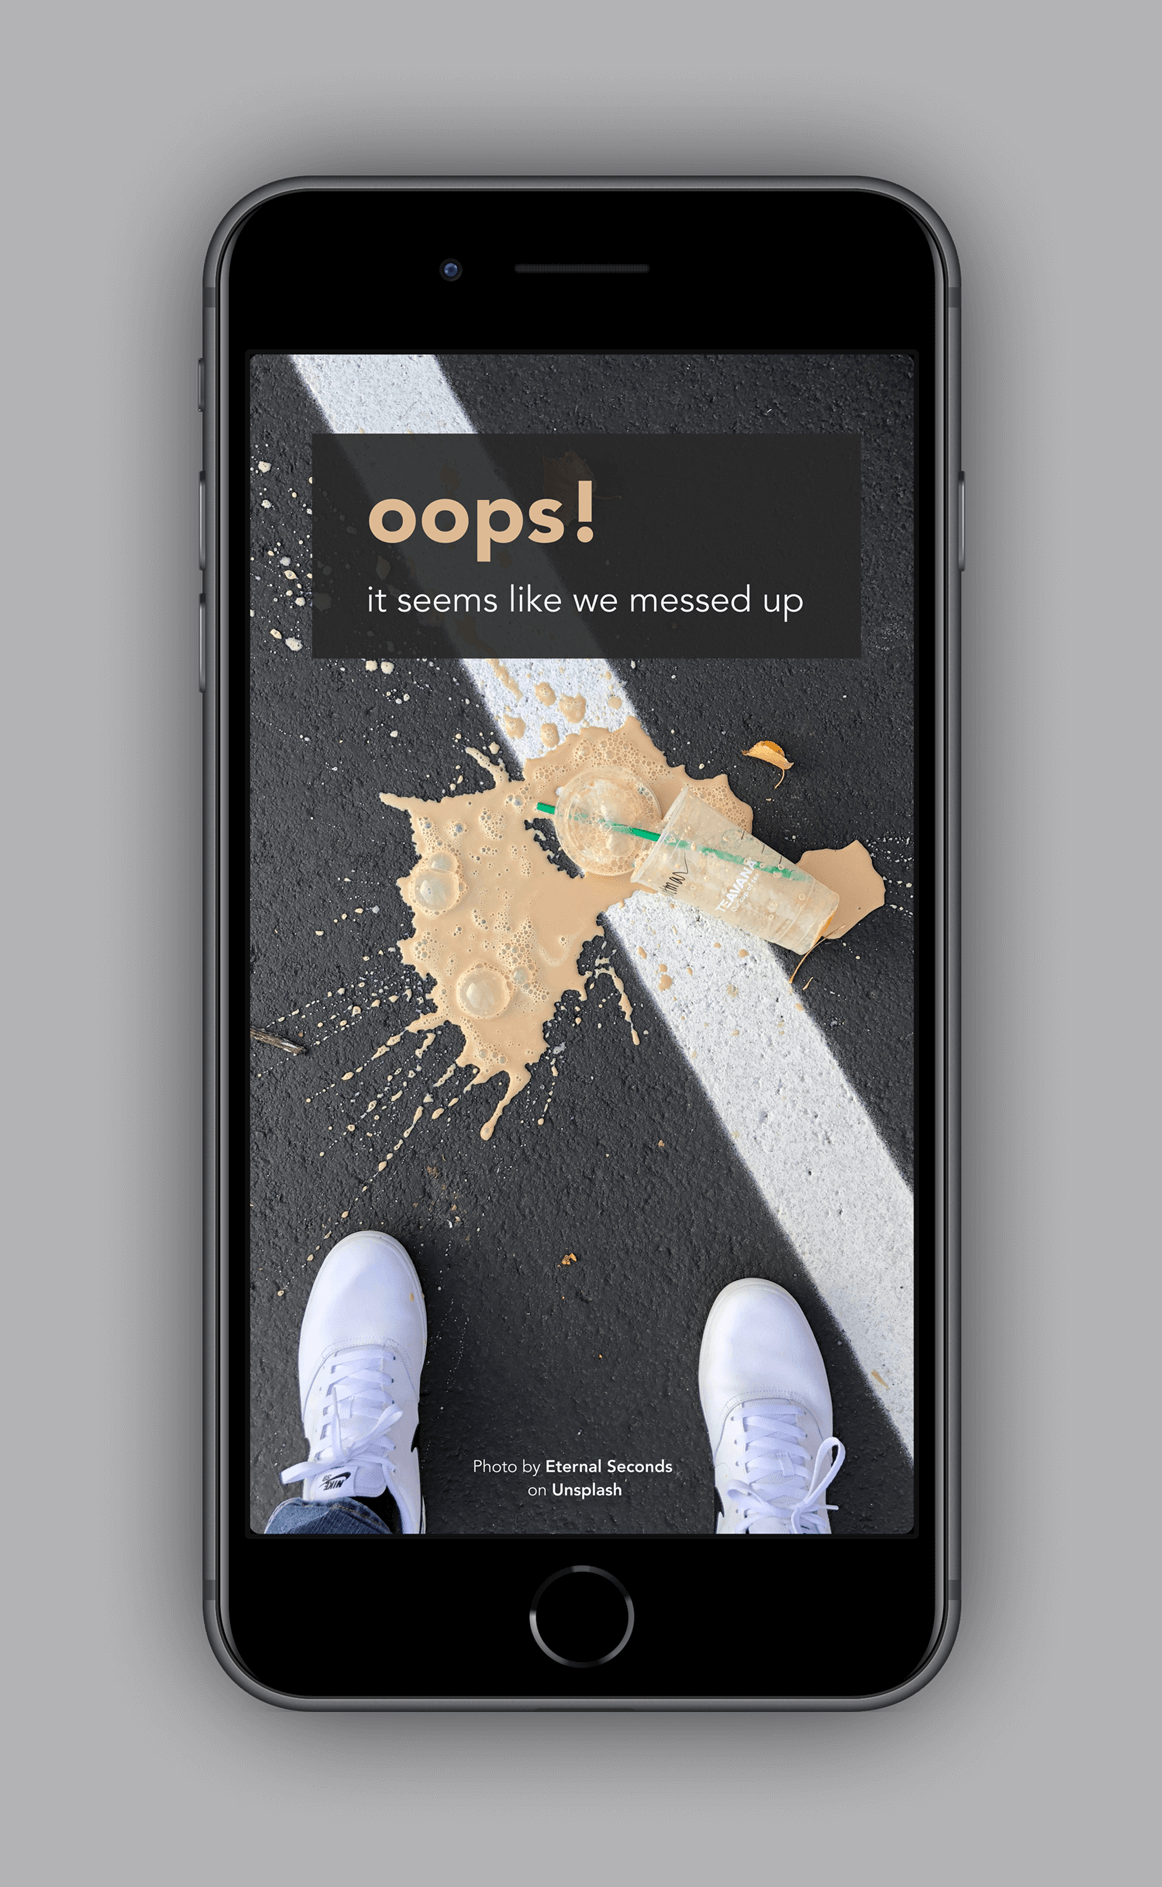 oops!
it seems like we messed up
TEAVANA
Photo by Eternal Seconds
on Unsplash
NIKE